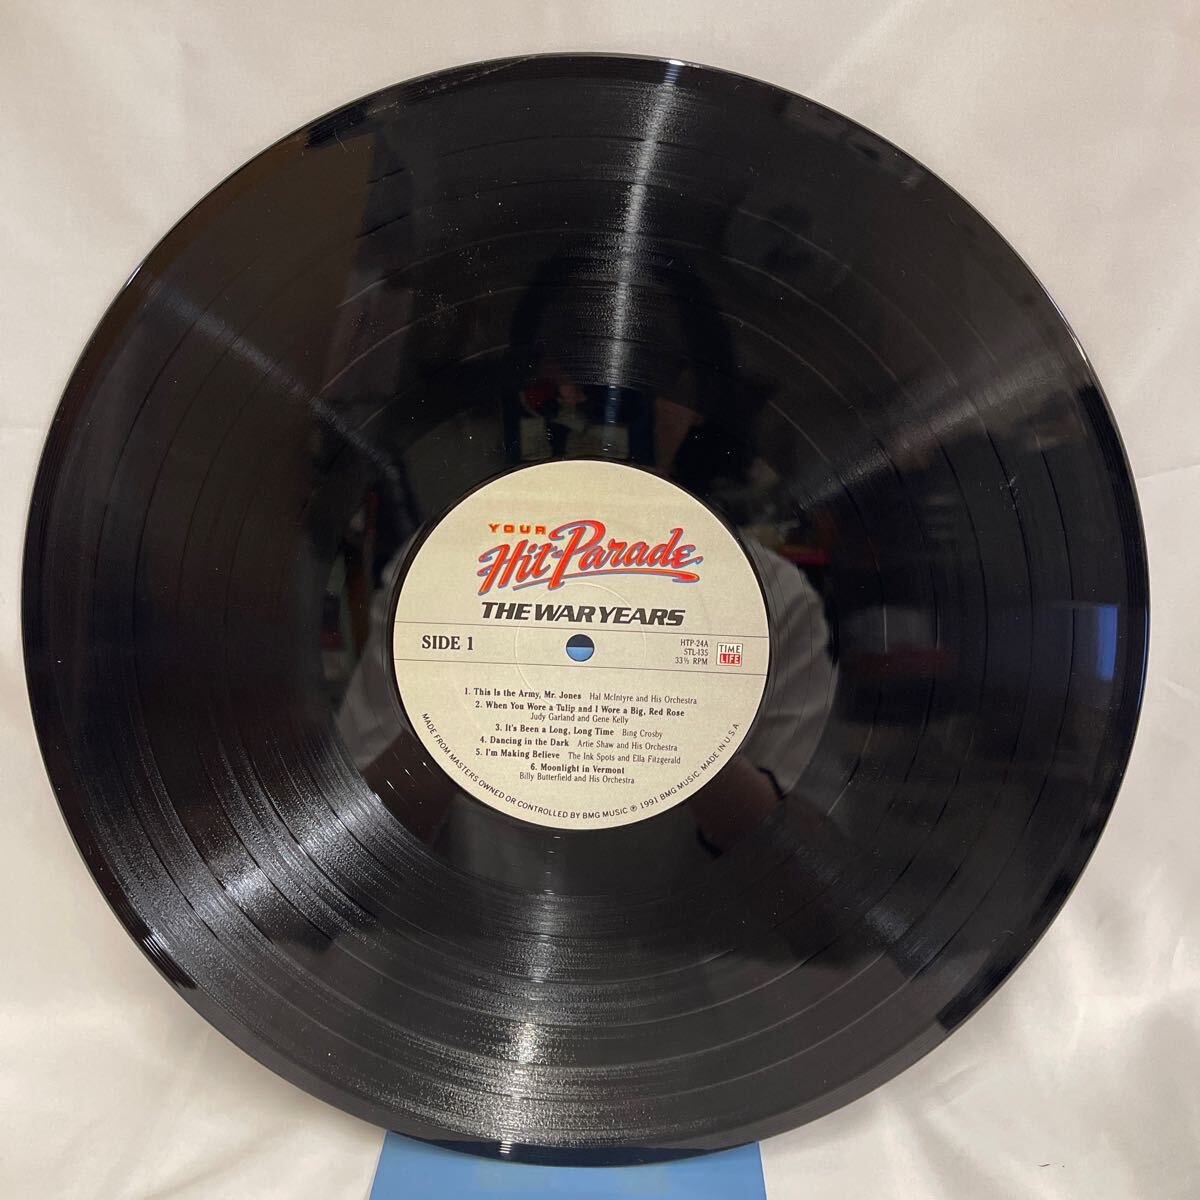 YOUR
Hit Parade
THE WAR YEARS
SIDE 1
HTP-24A
STL-135
33⅓ RPM
TIME
LIFE
1. This Is the Army, Mr. Jones Hal McIntyre and His Orchestra
2. When You Wore a Tulip and I Wore a Big, Red Rose
Judy Garland and Gene Kelly
3. It's Been a Long, Long Time Bing Crosby
4. Dancing in the Dark Artie Shaw and His Orchestra
5. I'm Making Believe The Ink Spots and Ella Fitzgerald
6. Moonlight in Vermont
Billy Butterfield and His Orchestra
MADE FROM MASTERS OWNED OR CONTROLLED BY BMG MUSIC ℗ 1991 BMG MUSIC. MADE IN U.S.A